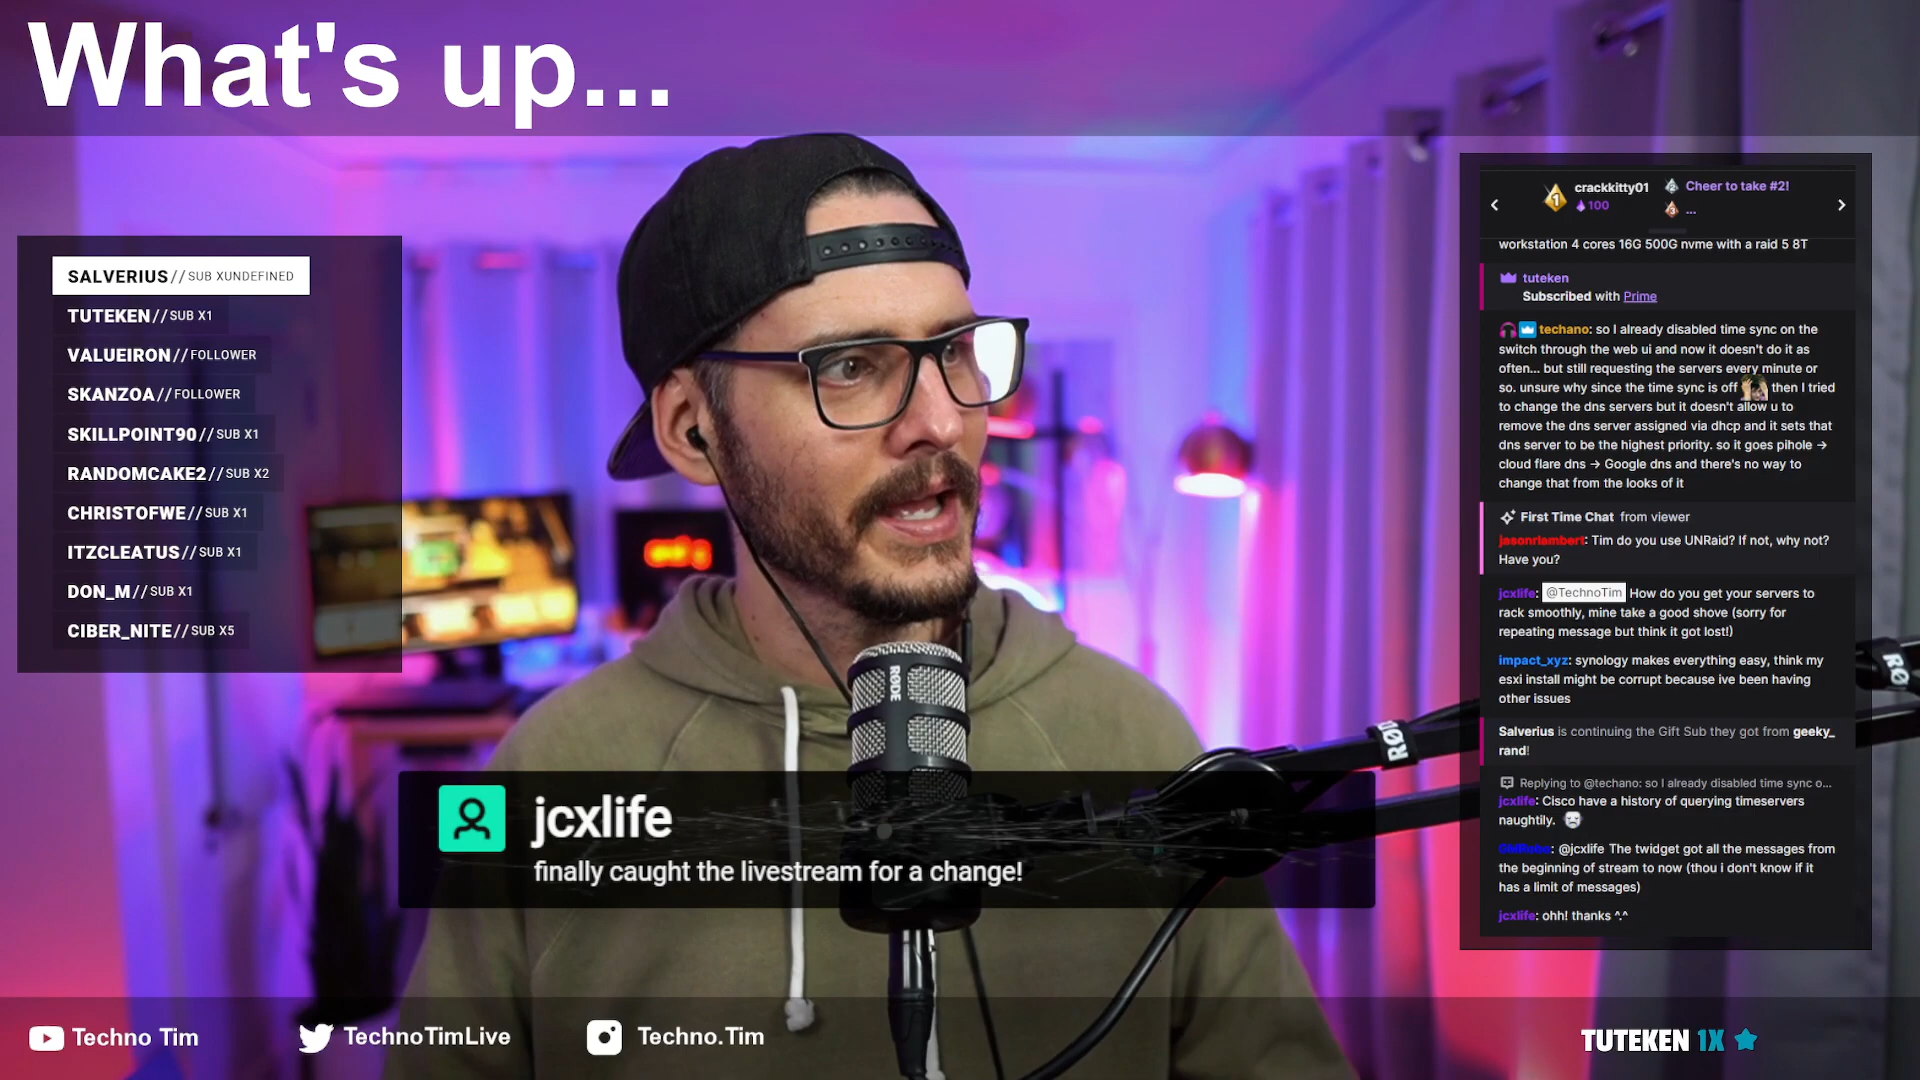 What's up...
SALVERIUS // SUB XUNDEFINED
TUTEKEN // SUB X1
VALUEIRON // FOLLOWER
SKANZOA // FOLLOWER
SKILLPOINT90 // SUB X1
RANDOMCAKE2 // SUB X2
CHRISTOFWE // SUB X1
ITZCLEATUS // SUB X1
DON_M // SUB X1
CIBER_NITE // SUB X5
1 crackkitty01
100
2 Cheer to take #2!
3 ...
workstation 4 cores 16G 500G nvme with a raid 5 8T
tuteken
Subscribed with Prime
techano: so I already disabled time sync on the
switch through the web ui and now it doesn't do it as
often... but still requesting the servers every minute or
so. unsure why since the time sync is off then I tried
to change the dns servers but it doesn't allow u to
remove the dns server assigned via dhcp and it sets that
dns server to be the highest priority. so it goes pihole →
cloud flare dns → Google dns and there's no way to
change that from the looks of it
First Time Chat from viewer
jasonrlambert: Tim do you use UNRaid? If not, why not?
Have you?
jcxlife: @TechnoTim How do you get your servers to
rack smoothly, mine take a good shove (sorry for
repeating message but think it got lost!)
impact_xyz: synology makes everything easy, think my
esxi install might be corrupt because ive been having
other issues
Salverius is continuing the Gift Sub they got from geeky_
rand!
Replying to @techano: so I already disabled time sync o...
jcxlife: Cisco have a history of querying timeservers
naughtily.
: @jcxlife The twidget got all the messages from
the beginning of stream to now (thou i don't know if it
has a limit of messages)
jcxlife: ohh! thanks ^.^
RØDE
RØD
RØ
jcxlife
finally caught the livestream for a change!
Techno Tim
TechnoTimLive
Techno.Tim
TUTEKEN 1X